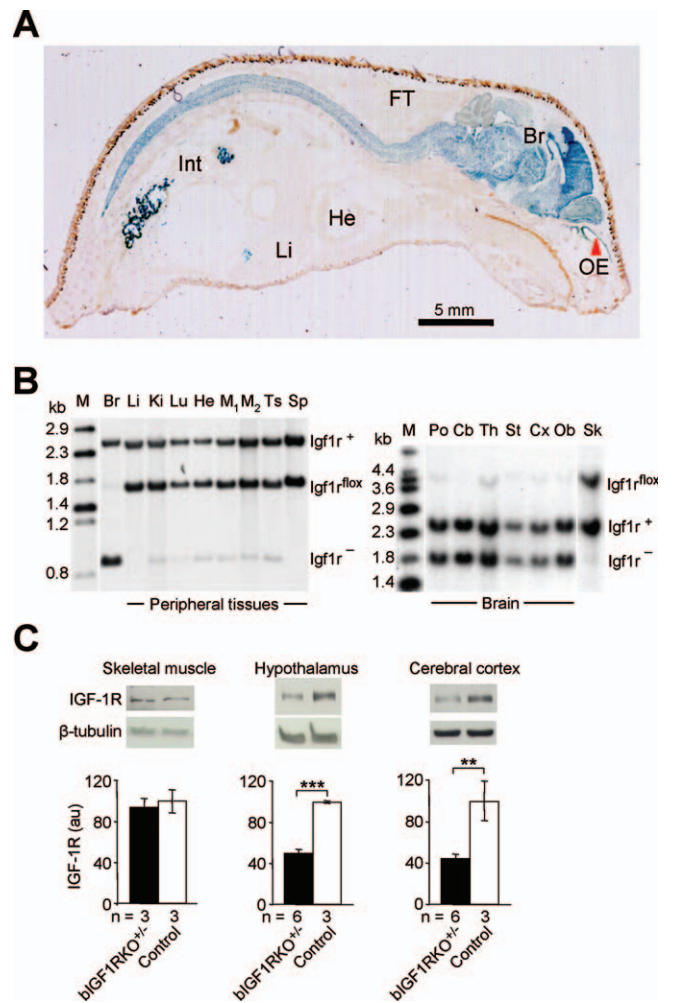 A
FT
Br
Int
He
Li
OE
5 mm
B
kb M Br Li Ki Lu He M1 M2 Ts Sp
2.9
2.3
1.8
1.4
1.2
0.8
Igf1r+
Igf1rflox
Igf1r−
Peripheral tissues
kb M Po Cb Th St Cx Ob Sk
4.4
3.6
2.9
2.3
1.8
1.4
Igf1rflox
Igf1r+
Igf1r−
Brain
C
Skeletal muscle Hypothalamus Cerebral cortex
IGF-1R
β-tubulin
IGF-1R (au)
120
80
40
0
n = 3 3
bIGF1RKO+/-
Control
***
120
80
40
0
n = 6 3
bIGF1RKO+/-
Control
**
120
80
40
0
n = 6 3
bIGF1RKO+/-
Control